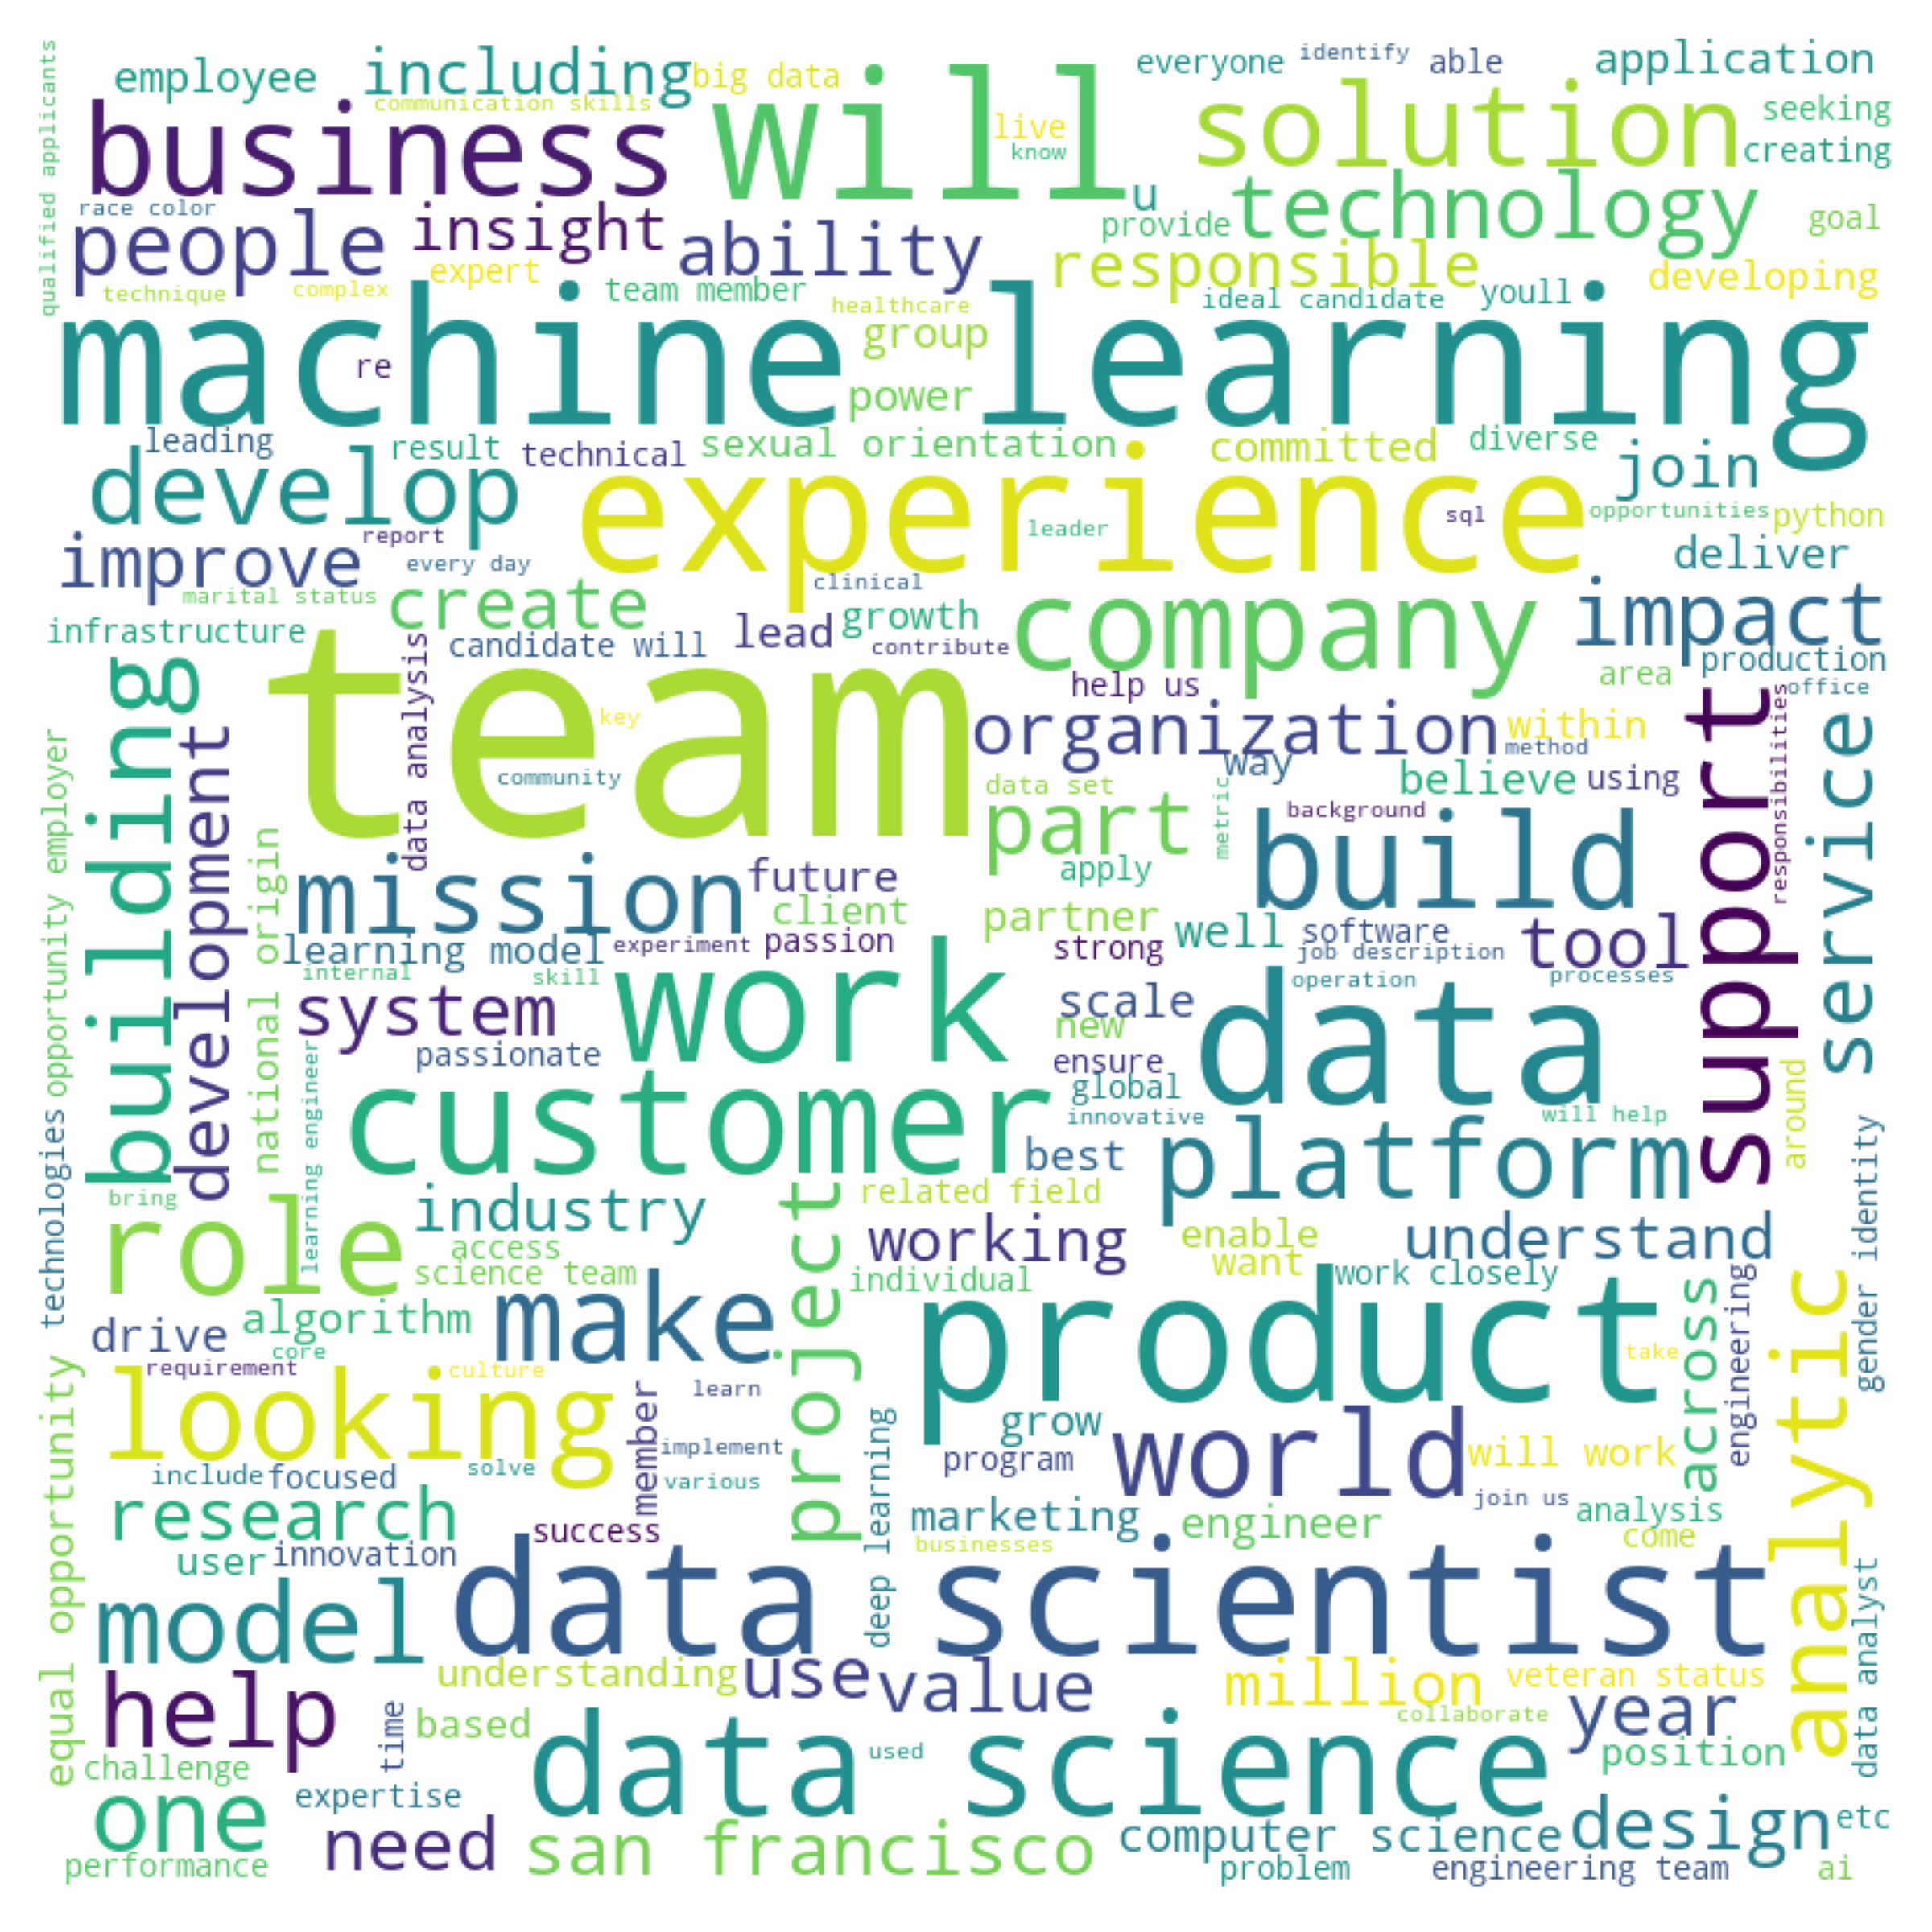 employee
including
big data
everyone
identify
able
application
communication skills
seeking
business
will
live
know
solution
creating
qualified applicants
race color
u
technology
people
insight
ability
provide
goal
expert
responsible
developing
technique
complex
team member
healthcare
ideal candidate
youll
machine learning
group
re
power
leading
result
technical
sexual orientation
committed
diverse
join
develop
experience
leader
sql
opportunities
python
report
improve
every day
clinical
deliver
marital status
create
growth
company
impact
infrastructure
candidate will
lead
contribute
production
data analysis
team
area
help us
office
building
key
organization
within
support
responsibilities
service
development
method
community
way
believe
using
opportunity employer
data set
part
metric
background
build
national origin
mission
future
apply
client
partner
learning model
experiment
passion
strong
well
software
job description
tool
internal
skill
work
operation
processes
system
scale
data
new
passionate
ensure
learning engineer
customer
global
innovative
will help
around
technologies
best
platform
gender identity
bring
role
industry
project
related field
working
enable
understand
access
want
science team
individual
work closely
engineering
algorithm
make
product
across
analytic
drive
core
take
requirement
culture
looking
member
learn
equal opportunity
deep learning
grow
world
implement
program
will work
include
focused
solve
various
join us
research
marketing
engineer
analysis
success
businesses
come
user
innovation
data scientist
data analyst
model
understanding
use
value
million
veteran status
help
time
based
collaborate
year
data science
used
position
challenge
expertise
one
need
san francisco
computer science
design
etc
performance
problem
engineering team
ai